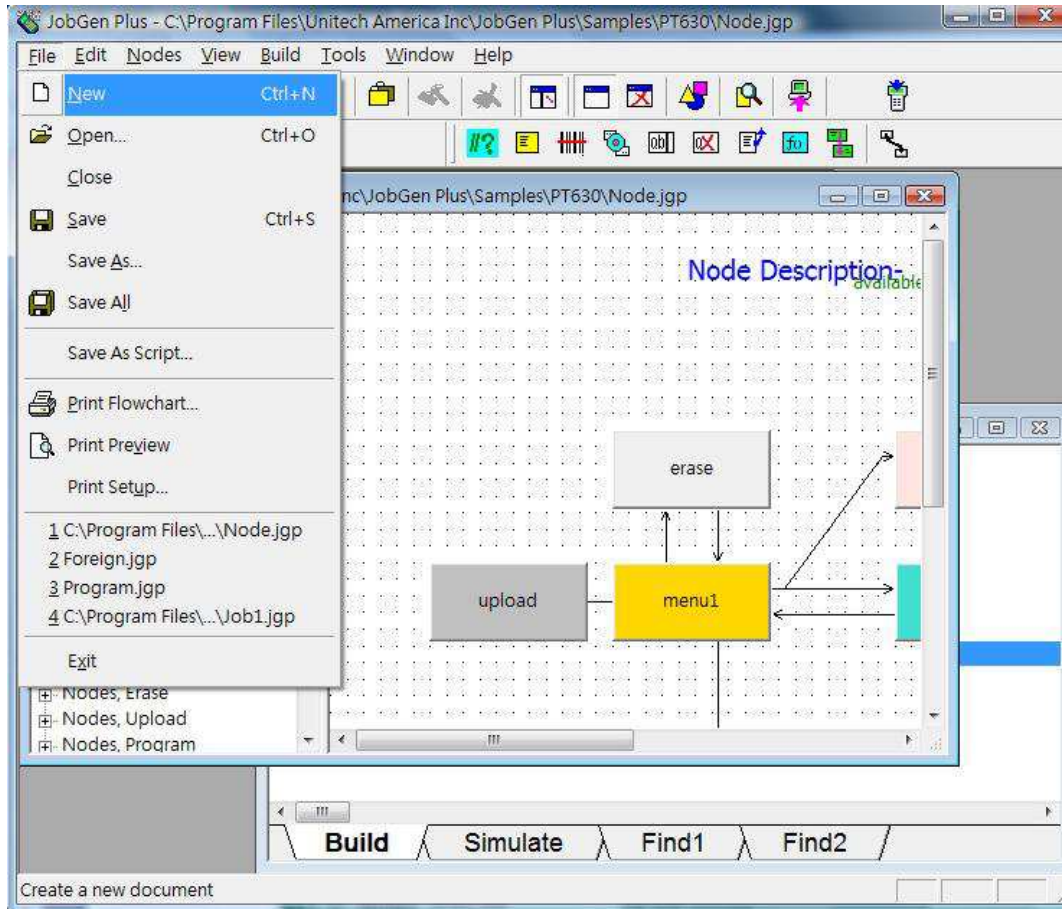 JobGen Plus - C:\Program Files\Unitech America Inc\JobGen Plus\Samples\PT630\Node.jgp
File Edit Nodes View Build Tools Window Help
New Ctrl+N
Open... Ctrl+O
Close
Save Ctrl+S
Save As...
Save All
Save As Script...
Print Flowchart...
Print Preview
Print Setup...
1 C:\Program Files\...\Node.jgp
2 Foreign.jgp
3 Program.jgp
4 C:\Program Files\...\Job1.jgp
Exit
Nodes, Erase
Nodes, Upload
Nodes, Program
Inc\JobGen Plus\Samples\PT630\Node.jgp
Node Description-
available
erase
upload
menu1
Build Simulate Find1 Find2
Create a new document